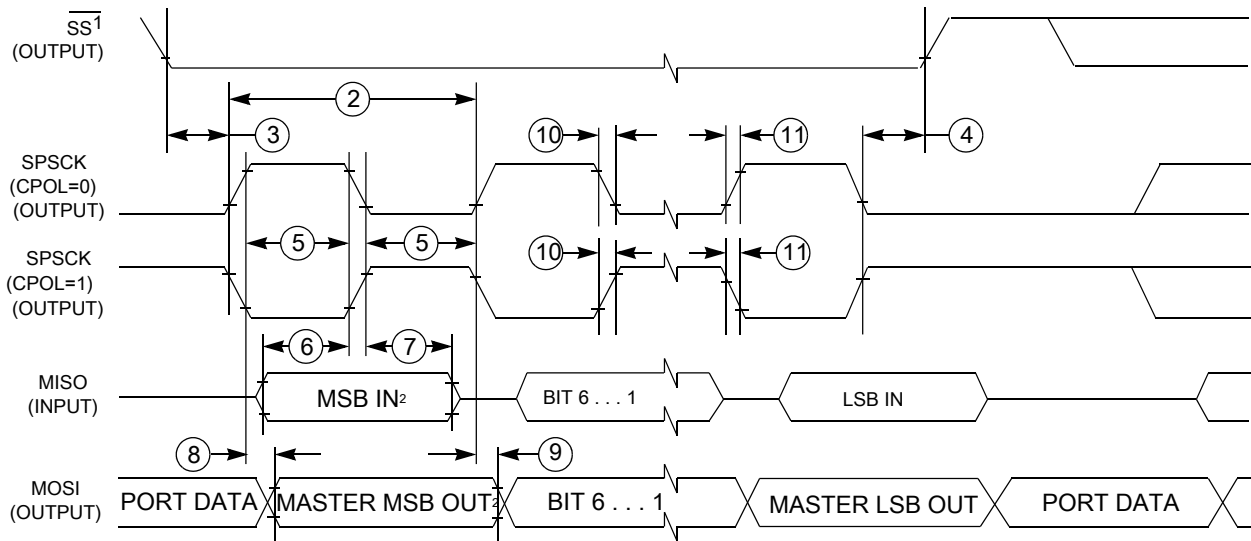 SS1
(OUTPUT)
2
3
10
11
4
SPSCK
(CPOL=0)
(OUTPUT)
5
5
SPSCK
(CPOL=1)
(OUTPUT)
10
11
6
7
MISO
(INPUT)
MSB IN2
BIT 6 . . . 1
LSB IN
8
9
MOSI
(OUTPUT)
PORT DATA
MASTER MSB OUT2
BIT 6 . . . 1
MASTER LSB OUT
PORT DATA